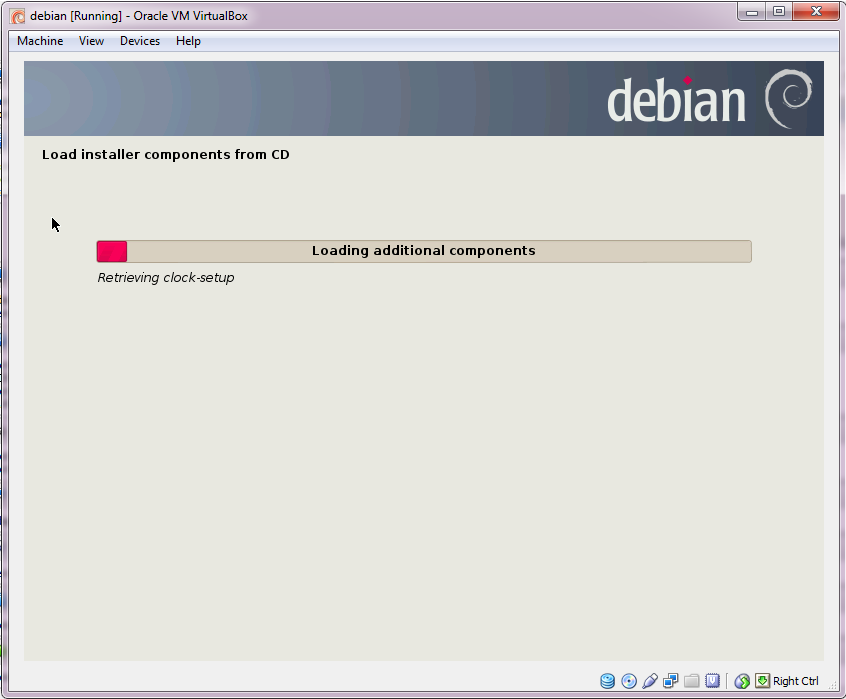 debian [Running] - Oracle VM VirtualBox
Machine View Devices Help
debian
Load installer components from CD
Loading additional components
Retrieving clock-setup
Right Ctrl